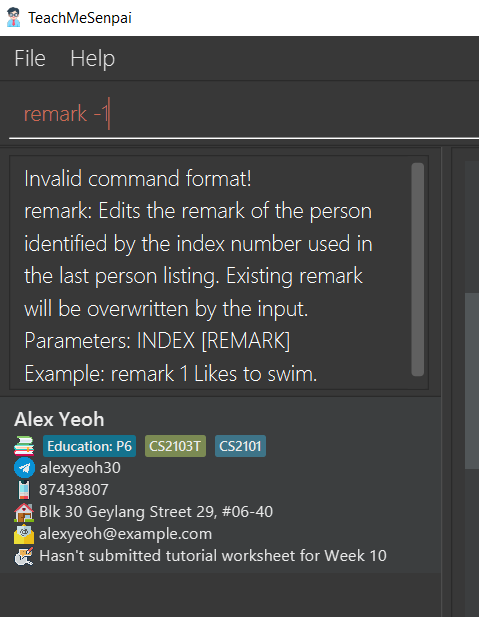 TeachMeSenpai
File Help
remark -1
Invalid command format!
remark: Edits the remark of the person
identified by the index number used in
the last person listing. Existing remark
will be overwritten by the input.
Parameters: INDEX [REMARK]
Example: remark 1 Likes to swim.
Alex Yeoh
Education: P6 CS2103T CS2101
alexyeoh30
87438807
Blk 30 Geylang Street 29, #06-40
alexyeoh@example.com
Hasn't submitted tutorial worksheet for Week 10